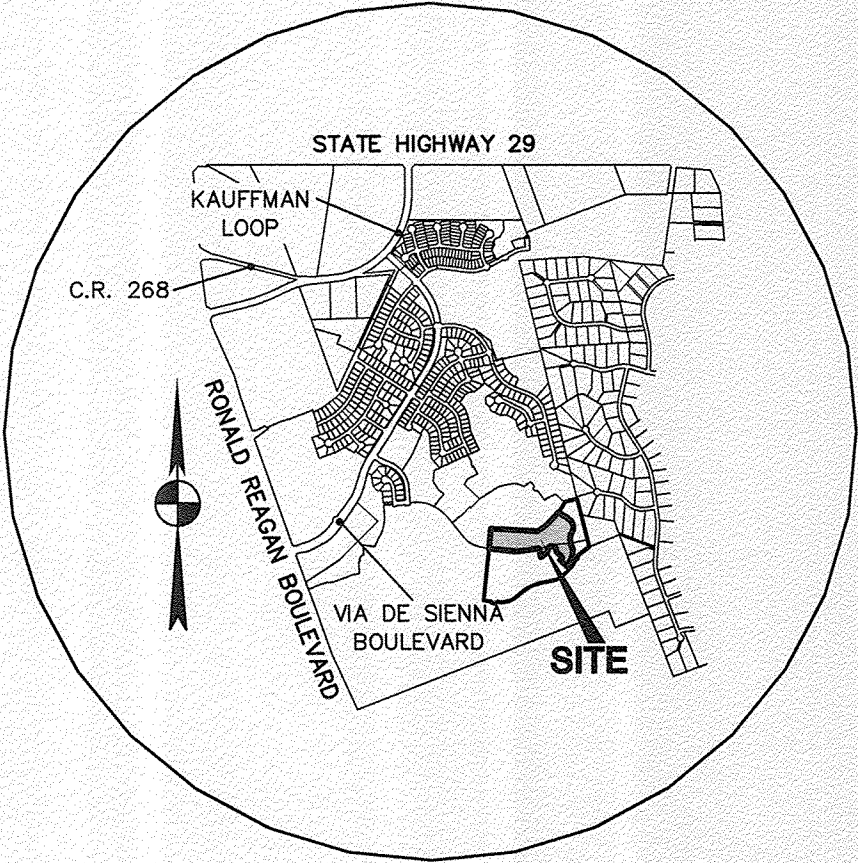 STATE HIGHWAY 29
KAUFFMAN
LOOP
C.R. 268
RONALD REAGAN BOULEVARD
VIA DE SIENNA
BOULEVARD
SITE